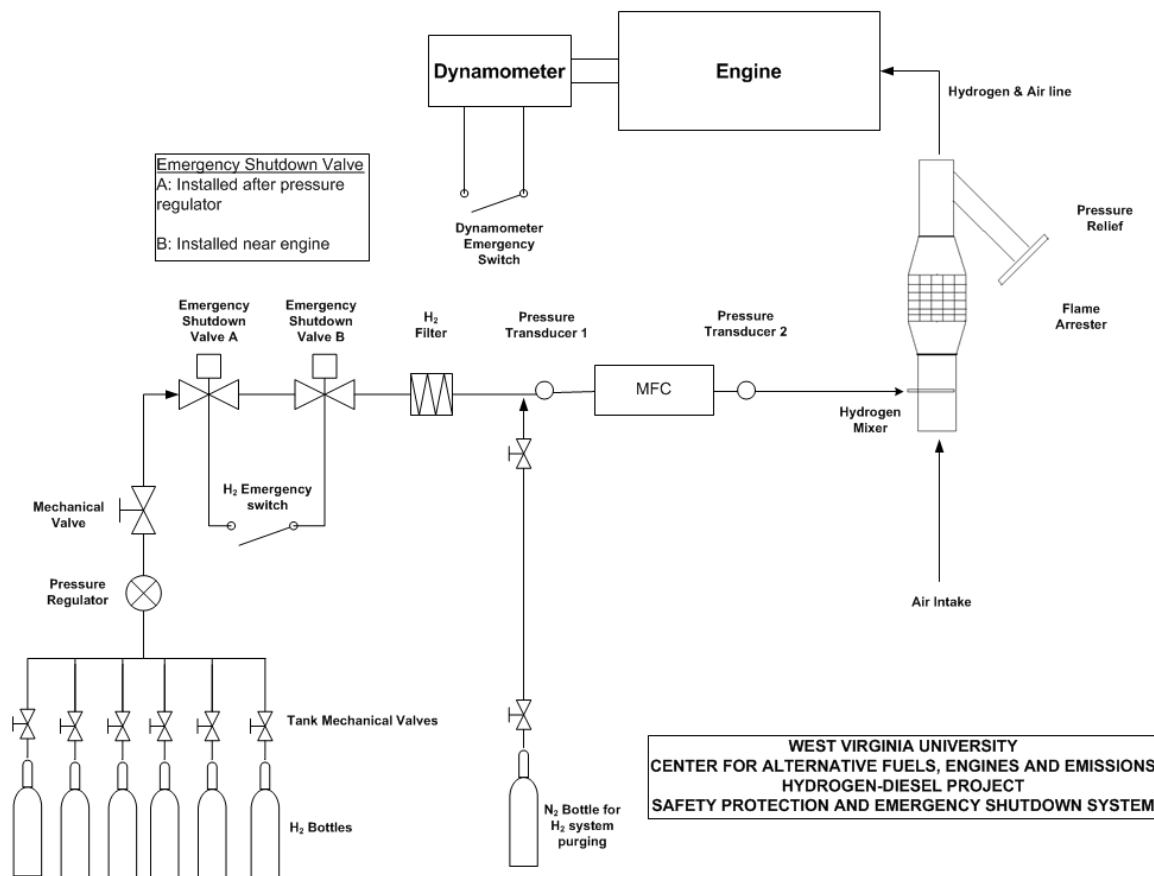 Dynamometer
Engine
Hydrogen & Air line
Emergency Shutdown Valve
A: Installed after pressure
regulator
B: Installed near engine
Dynamometer
Emergency
Switch
Pressure
Relief
Emergency
Shutdown
Valve A
Emergency
Shutdown
Valve B
H₂
Filter
Pressure
Transducer 1
Pressure
Transducer 2
Flame
Arrester
MFC
Hydrogen
Mixer
H₂ Emergency
switch
Mechanical
Valve
Pressure
Regulator
Air Intake
Tank Mechanical Valves
H₂ Bottles
N₂ Bottle for
H₂ system
purging
WEST VIRGINIA UNIVERSITY
CENTER FOR ALTERNATIVE FUELS, ENGINES AND EMISSIONS
HYDROGEN-DIESEL PROJECT
SAFETY PROTECTION AND EMERGENCY SHUTDOWN SYSTEM